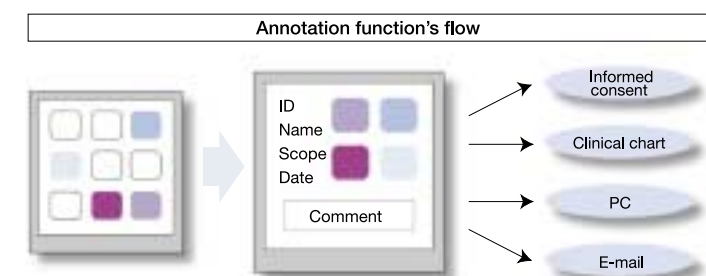 Annotation function's flow
ID
Name
Scope
Date
Comment
Informed
consent
Clinical chart
PC
E-mail